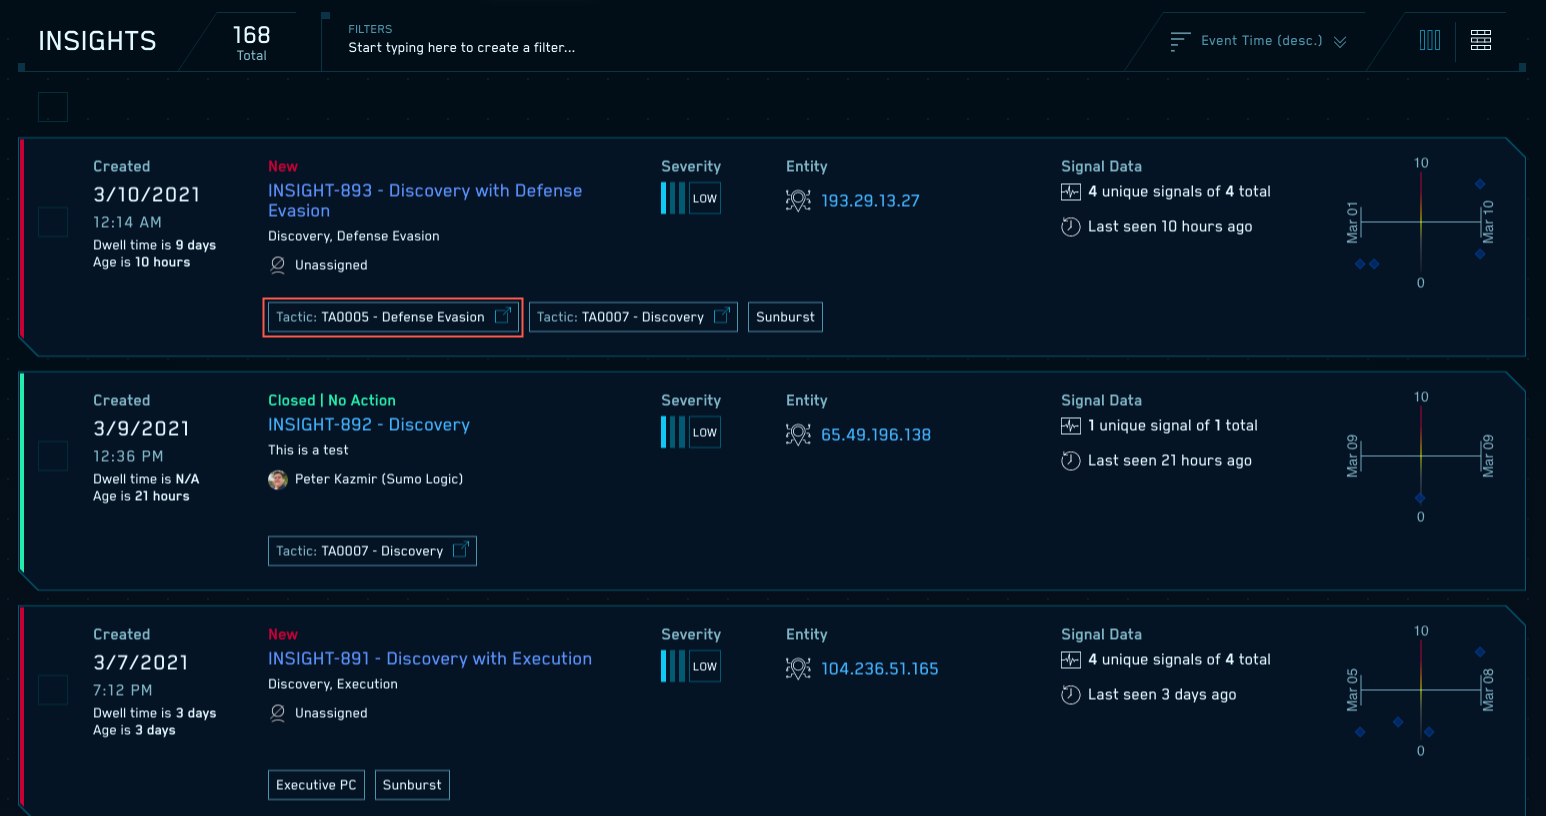 INSIGHTS
168
Total
FILTERS
Start typing here to create a filter...
Event Time (desc.)
Created
3/10/2021
12:14 AM
Dwell time is 9 days
Age is 10 hours
New
INSIGHT-893 - Discovery with Defense
Evasion
Discovery, Defense Evasion
Unassigned
Tactic: TA0005 - Defense Evasion
Tactic: TA0007 - Discovery
Sunburst
Severity
LOW
Entity
193.29.13.27
Signal Data
4 unique signals of 4 total
Last seen 10 hours ago
10
Mar 01
Mar 10
0
Created
3/9/2021
12:36 PM
Dwell time is N/A
Age is 21 hours
Closed | No Action
INSIGHT-892 - Discovery
This is a test
Peter Kazmir (Sumo Logic)
Tactic: TA0007 - Discovery
Severity
LOW
Entity
65.49.196.138
Signal Data
1 unique signal of 1 total
Last seen 21 hours ago
10
Mar 09
Mar 09
0
Created
3/7/2021
7:12 PM
Dwell time is 3 days
Age is 3 days
New
INSIGHT-891 - Discovery with Execution
Discovery, Execution
Unassigned
Executive PC
Sunburst
Severity
LOW
Entity
104.236.51.165
Signal Data
4 unique signals of 4 total
Last seen 3 days ago
10
Mar 05
Mar 08
0